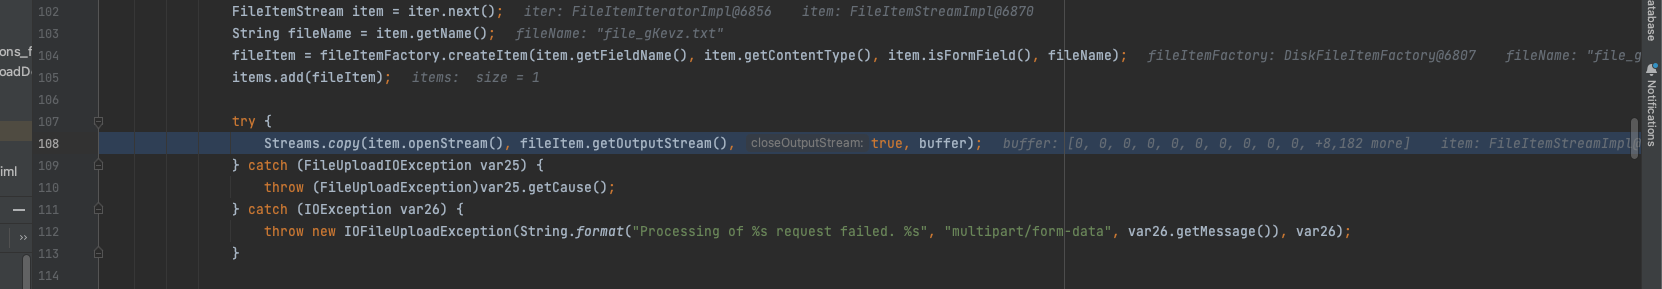 102 FileItemStream item = iter.next(); iter: FileItemIteratorImpl@6856 item: FileItemStreamImpl@6870
103 String fileName = item.getName(); fileName: "file_gKevz.txt"
104 fileItem = fileItemFactory.createItem(item.getFieldName(), item.getContentType(), item.isFormField(), fileName); fileItemFactory: DiskFileItemFactory@6807 fileName: "file_g
105 items.add(fileItem); items: size = 1
106
107 try {
108 Streams.copy(item.openStream(), fileItem.getOutputStream(), closeOutputStream: true, buffer); buffer: [0, 0, 0, 0, 0, 0, 0, 0, 0, 0, +8,182 more] item: FileItemStreamImpl@
109 } catch (FileUploadIOException var25) {
110 throw (FileUploadException)var25.getCause();
111 } catch (IOException var26) {
112 throw new IOFileUploadException(String.format("Processing of %s request failed. %s", "multipart/form-data", var26.getMessage()), var26);
113 }
114
ons_f
oadD
iml
»
atabase
Notifications